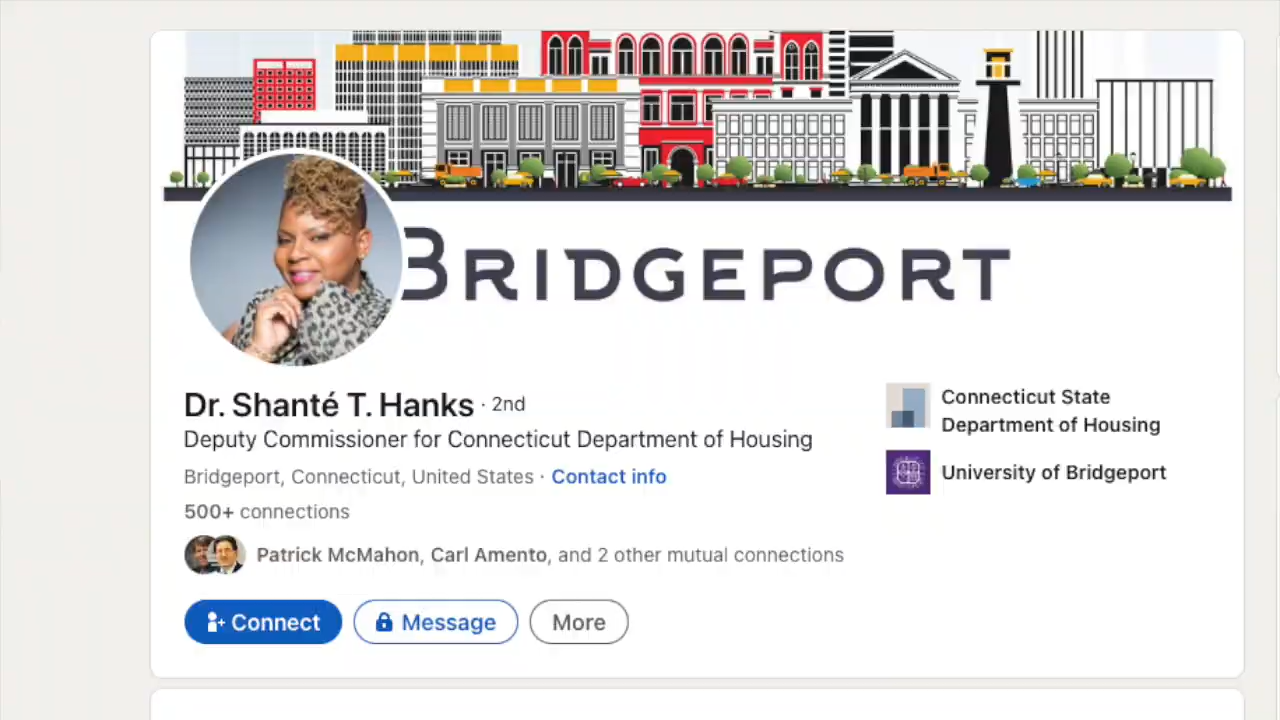 BRIDGEPORT
Dr. Shanté T. Hanks · 2nd
Deputy Commissioner for Connecticut Department of Housing
Bridgeport, Connecticut, United States · Contact info
500+ connections
Patrick McMahon, Carl Amento, and 2 other mutual connections
Connect
Message
More
Connecticut State
Department of Housing
University of Bridgeport